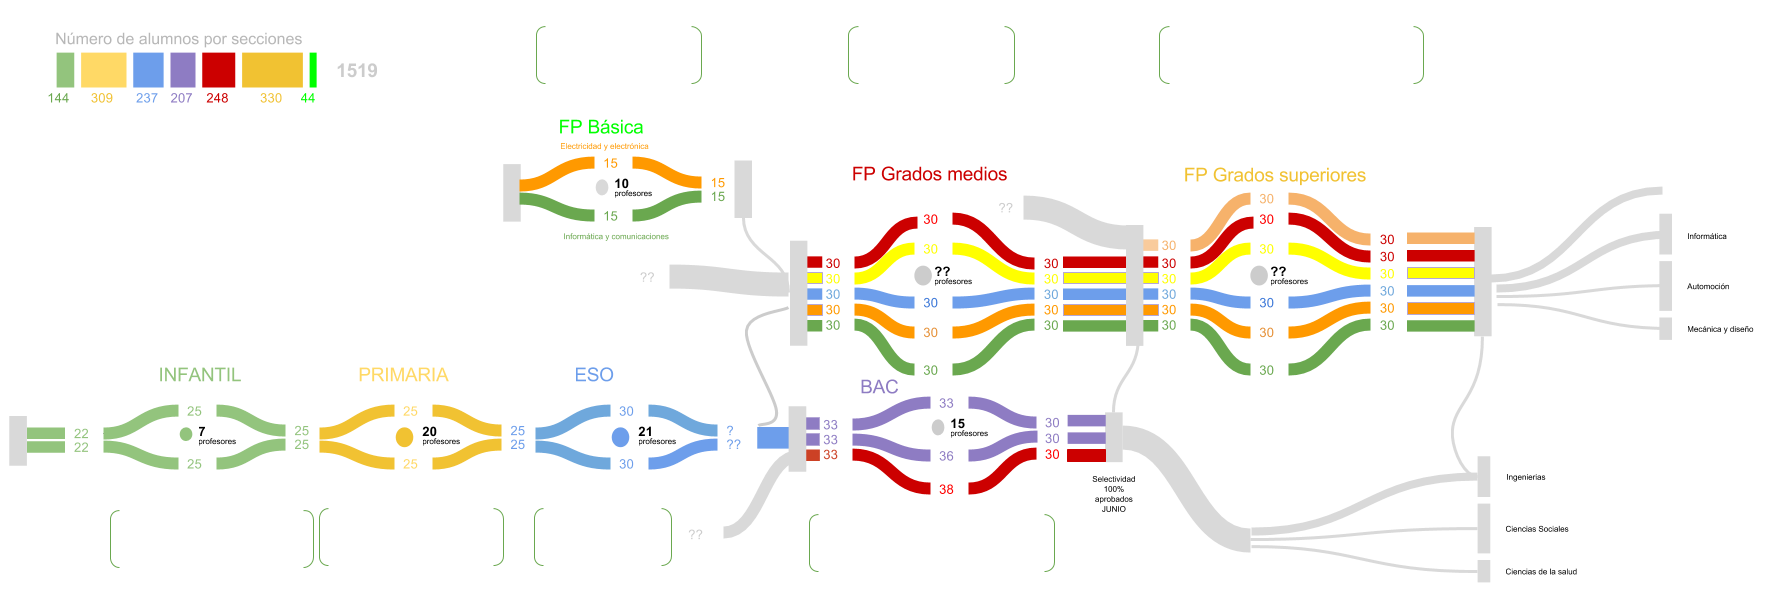 Número de alumnos por secciones
1519
144 309 237 207 248 330 44
FP Básica
Electricidad y electrónica
15
10
profesores
15
15
15
Informática y comunicaciones
FP Grados medios
??
??
30
30
30
30
30
30
30
30
30
30
??
profesores
30
30
30
30
30
FP Grados superiores
30
30
30
30
30
30
30
30
30
30
30
30
??
profesores
30
30
30
30
30
30
Informática
Automoción
Mecánica y diseño
INFANTIL
22
22
25
25
7
profesores
25
25
PRIMARIA
25
25
20
profesores
25
25
ESO
30
30
21
profesores
?
??
??
BAC
33
33
33
33
36
38
15
profesores
30
30
30
Selectividad
100%
aprobados
JUNIO
Ingenierias
Ciencias Sociales
Ciencias de la salud